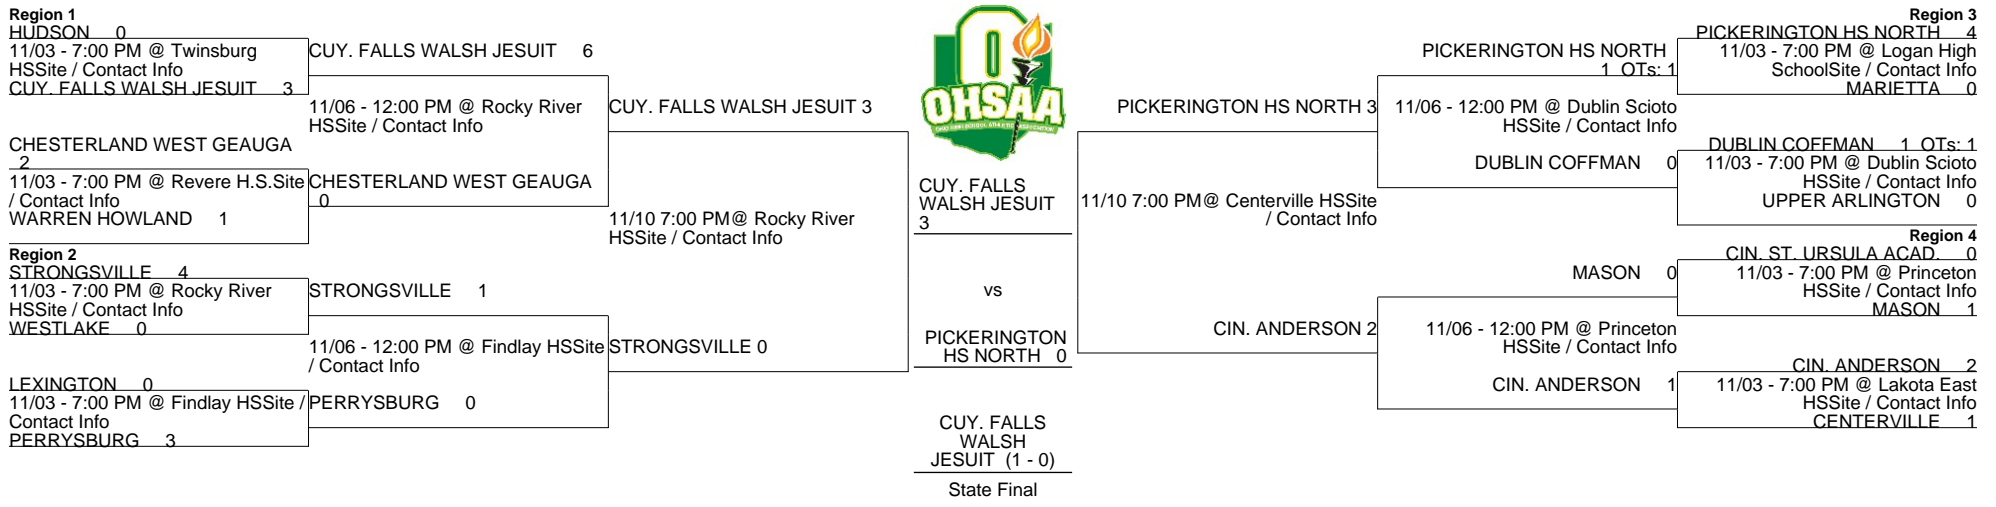 Region 1
HUDSON 0
11/03 - 7:00 PM @ Twinsburg
HSSite / Contact Info
CUY. FALLS WALSH JESUIT 3
CHESTERLAND WEST GEAUGA
2
11/03 - 7:00 PM @ Revere H.S.Site
/ Contact Info
WARREN HOWLAND 1
Region 2
STRONGSVILLE 4
11/03 - 7:00 PM @ Rocky River
HSSite / Contact Info
WESTLAKE 0
LEXINGTON 0
11/03 - 7:00 PM @ Findlay HSSite /
Contact Info
PERRYSBURG 3
CUY. FALLS WALSH JESUIT 6
11/06 - 12:00 PM @ Rocky River
HSSite / Contact Info
CHESTERLAND WEST GEAUGA
0
STRONGSVILLE 1
11/06 - 12:00 PM @ Findlay HSSite
/ Contact Info
PERRYSBURG 0
CUY. FALLS WALSH JESUIT 3
11/10 7:00 PM@ Rocky River
HSSite / Contact Info
STRONGSVILLE 0
OHSAA
CUY. FALLS
WALSH JESUIT
3
vs
PICKERINGTON
HS NORTH 0
CUY. FALLS
WALSH
JESUIT (1 - 0)
State Final
PICKERINGTON HS NORTH 3
11/10 7:00 PM@ Centerville HSSite
/ Contact Info
CIN. ANDERSON 2
PICKERINGTON HS NORTH
1 OTs: 1
11/06 - 12:00 PM @ Dublin Scioto
HSSite / Contact Info
DUBLIN COFFMAN 0
MASON 0
11/06 - 12:00 PM @ Princeton
HSSite / Contact Info
CIN. ANDERSON 1
Region 3
PICKERINGTON HS NORTH 4
11/03 - 7:00 PM @ Logan High
SchoolSite / Contact Info
MARIETTA 0
DUBLIN COFFMAN 1 OTs: 1
11/03 - 7:00 PM @ Dublin Scioto
HSSite / Contact Info
UPPER ARLINGTON 0
Region 4
CIN. ST. URSULA ACAD. 0
11/03 - 7:00 PM @ Princeton
HSSite / Contact Info
MASON 1
CIN. ANDERSON 2
11/03 - 7:00 PM @ Lakota East
HSSite / Contact Info
CENTERVILLE 1